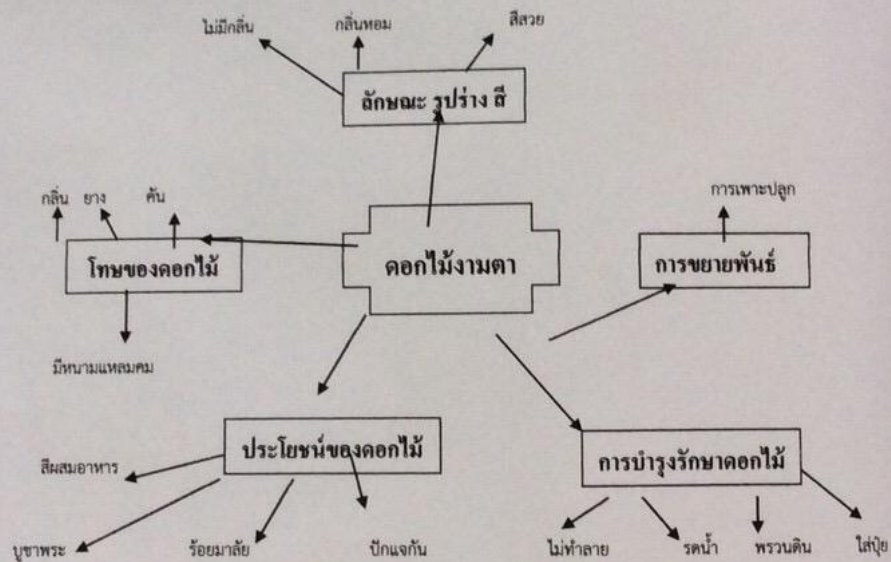 ไม่มีกลิ่น
กลิ่นหอม
สีสวย
ลักษณะ รูปร่าง สี
กลิ่น
ยาง
คัน
การเพาะปลูก
โทษของดอกไม้
ดอกไม้งามตา
การขยายพันธ์
มีหนามแหลมคม
ประโยชน์ของดอกไม้
การบำรุงรักษาดอกไม้
สีผสมอาหาร
บูชาพระ
ร้อยมาลัย
ปักแจกัน
ไม่ทำลาย
รดน้ำ
พรวนดิน
ใส่ปุ๋ย